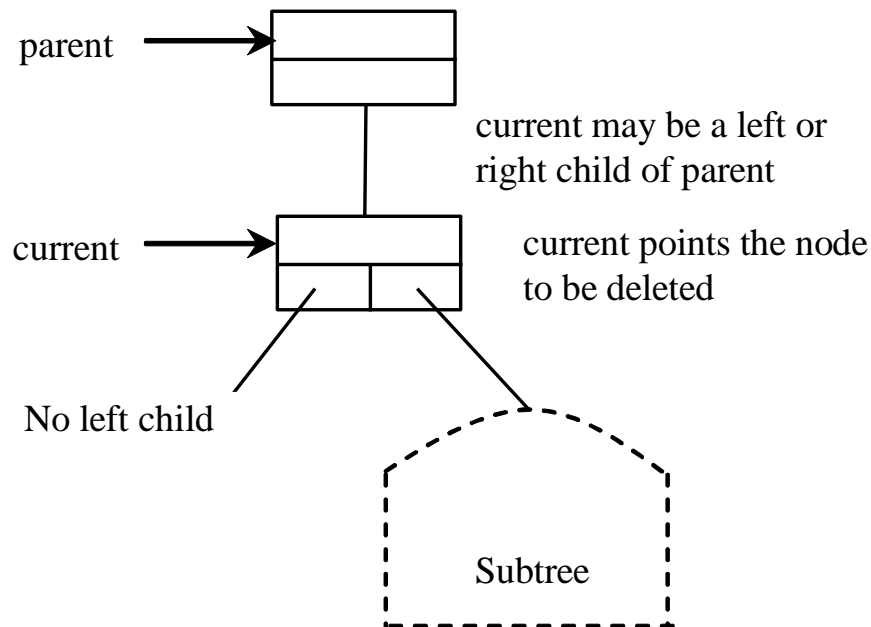 parent
current may be a left or
right child of parent
current
current points the node
to be deleted
No left child
Subtree